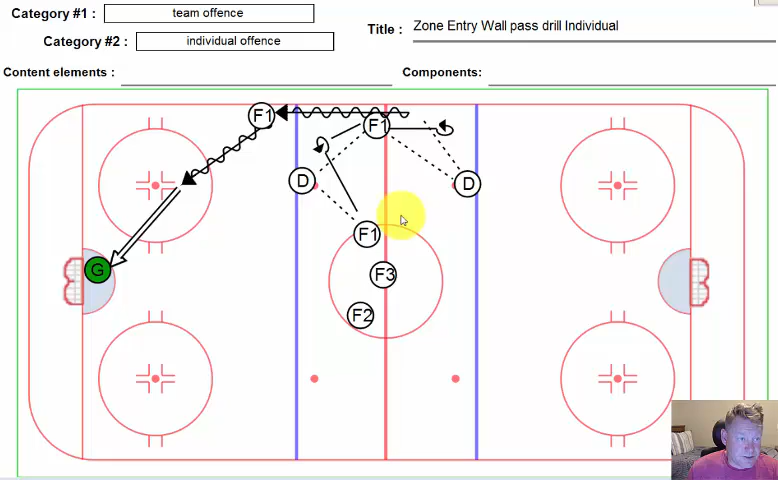 Category #1 : team offence
Category #2 : individual offence
Title : Zone Entry Wall pass drill Individual
Content elements :
Components:
F1
F1
D
D
F1
G
F3
F2